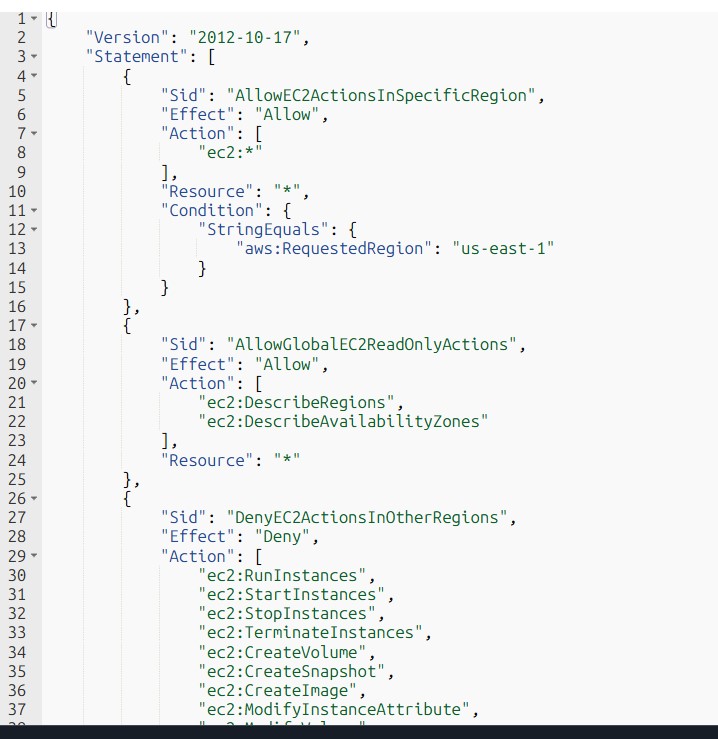 1 {
2     "Version": "2012-10-17",
3     "Statement": [
4         {
5             "Sid": "AllowEC2ActionsInSpecificRegion",
6             "Effect": "Allow",
7             "Action": [
8                 "ec2:*"
9             ],
10             "Resource": "*",
11             "Condition": {
12                 "StringEquals": {
13                     "aws:RequestedRegion": "us-east-1"
14                 }
15             }
16         },
17         {
18             "Sid": "AllowGlobalEC2ReadOnlyActions",
19             "Effect": "Allow",
20             "Action": [
21                 "ec2:DescribeRegions",
22                 "ec2:DescribeAvailabilityZones"
23             ],
24             "Resource": "*"
25         },
26         {
27             "Sid": "DenyEC2ActionsInOtherRegions",
28             "Effect": "Deny",
29             "Action": [
30                 "ec2:RunInstances",
31                 "ec2:StartInstances",
32                 "ec2:StopInstances",
33                 "ec2:TerminateInstances",
34                 "ec2:CreateVolume",
35                 "ec2:CreateSnapshot",
36                 "ec2:CreateImage",
37                 "ec2:ModifyInstanceAttribute",